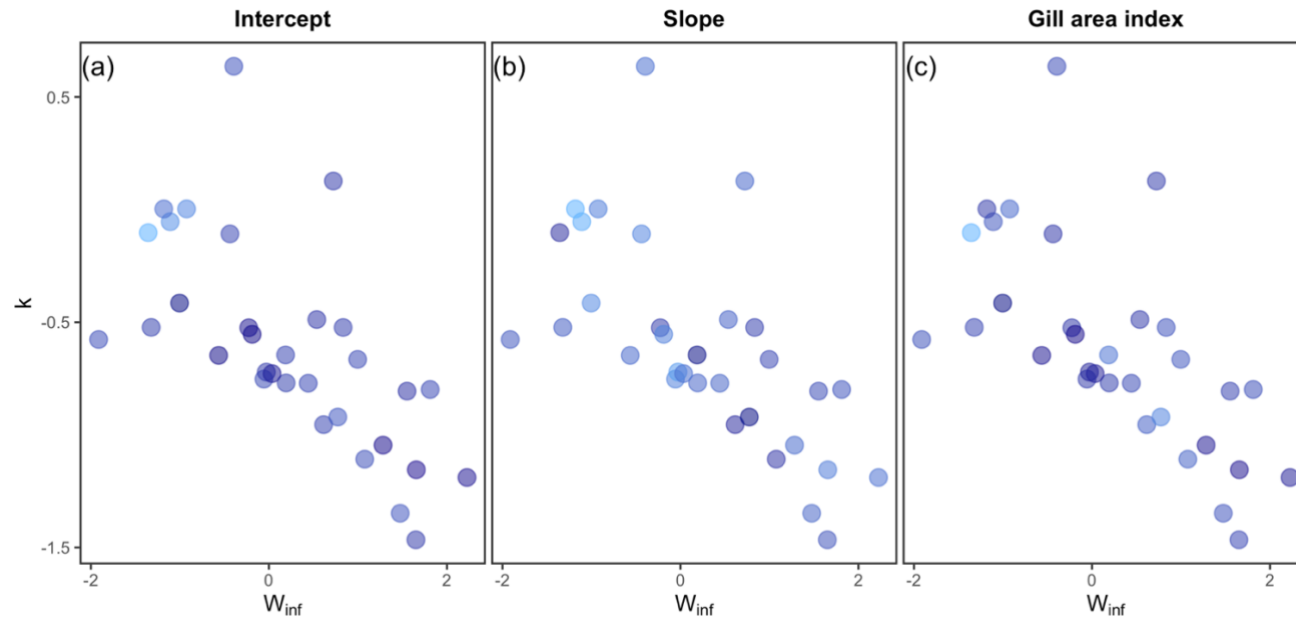 Intercept Slope Gill area index
(a) (b) (c)
0.5
k
-0.5
-1.5
-2 0 2 -2 0 2 -2 0 2
Winf Winf Winf